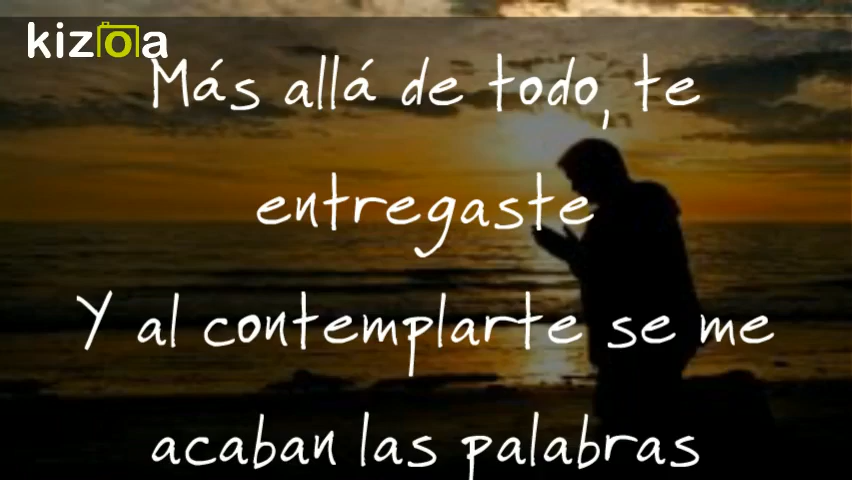 kizoa
Más allá de todo, te
entregaste
Y al contemplarte se me
acaban las palabras